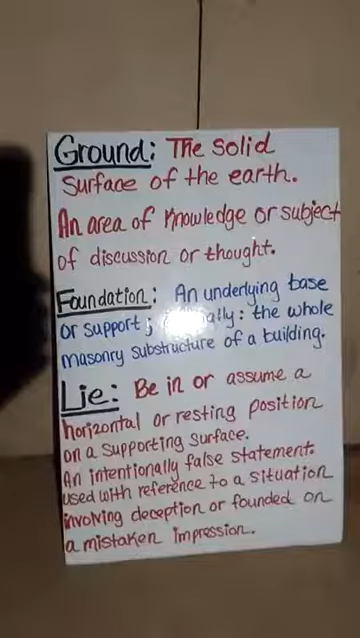 Ground: The solid
surface of the earth.
An area of knowledge or subject
of discussion or thought.
Foundation: An underlying base
or support; : the whole
masonry substructure of a building.
Lie: Be in or assume a
horizontal or resting position
on a supporting surface.
An intentionally false statement.
used with reference to a situation
involving deception or founded on
a mistaken impression.